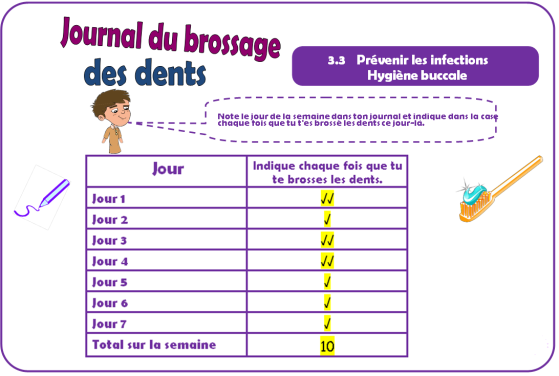 Journal du brossage
des dents
3.3 Prévenir les infections
Hygiène buccale
Note le jour de la semaine dans ton journal et indique dans la case
chaque fois que tu t'es brossé les dents ce jour-là.
Jour
Indique chaque fois que tu
te brosses les dents.
Jour 1 √√
Jour 2 √
Jour 3 √√
Jour 4 √√
Jour 5 √
Jour 6 √
Jour 7 √
Total sur la semaine 10